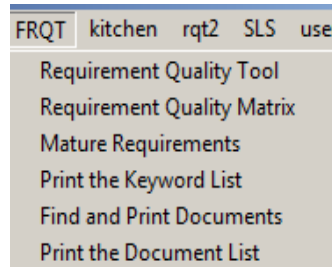 FRQT kitchen rqt2 SLS use
Requirement Quality Tool
Requirement Quality Matrix
Mature Requirements
Print the Keyword List
Find and Print Documents
Print the Document List